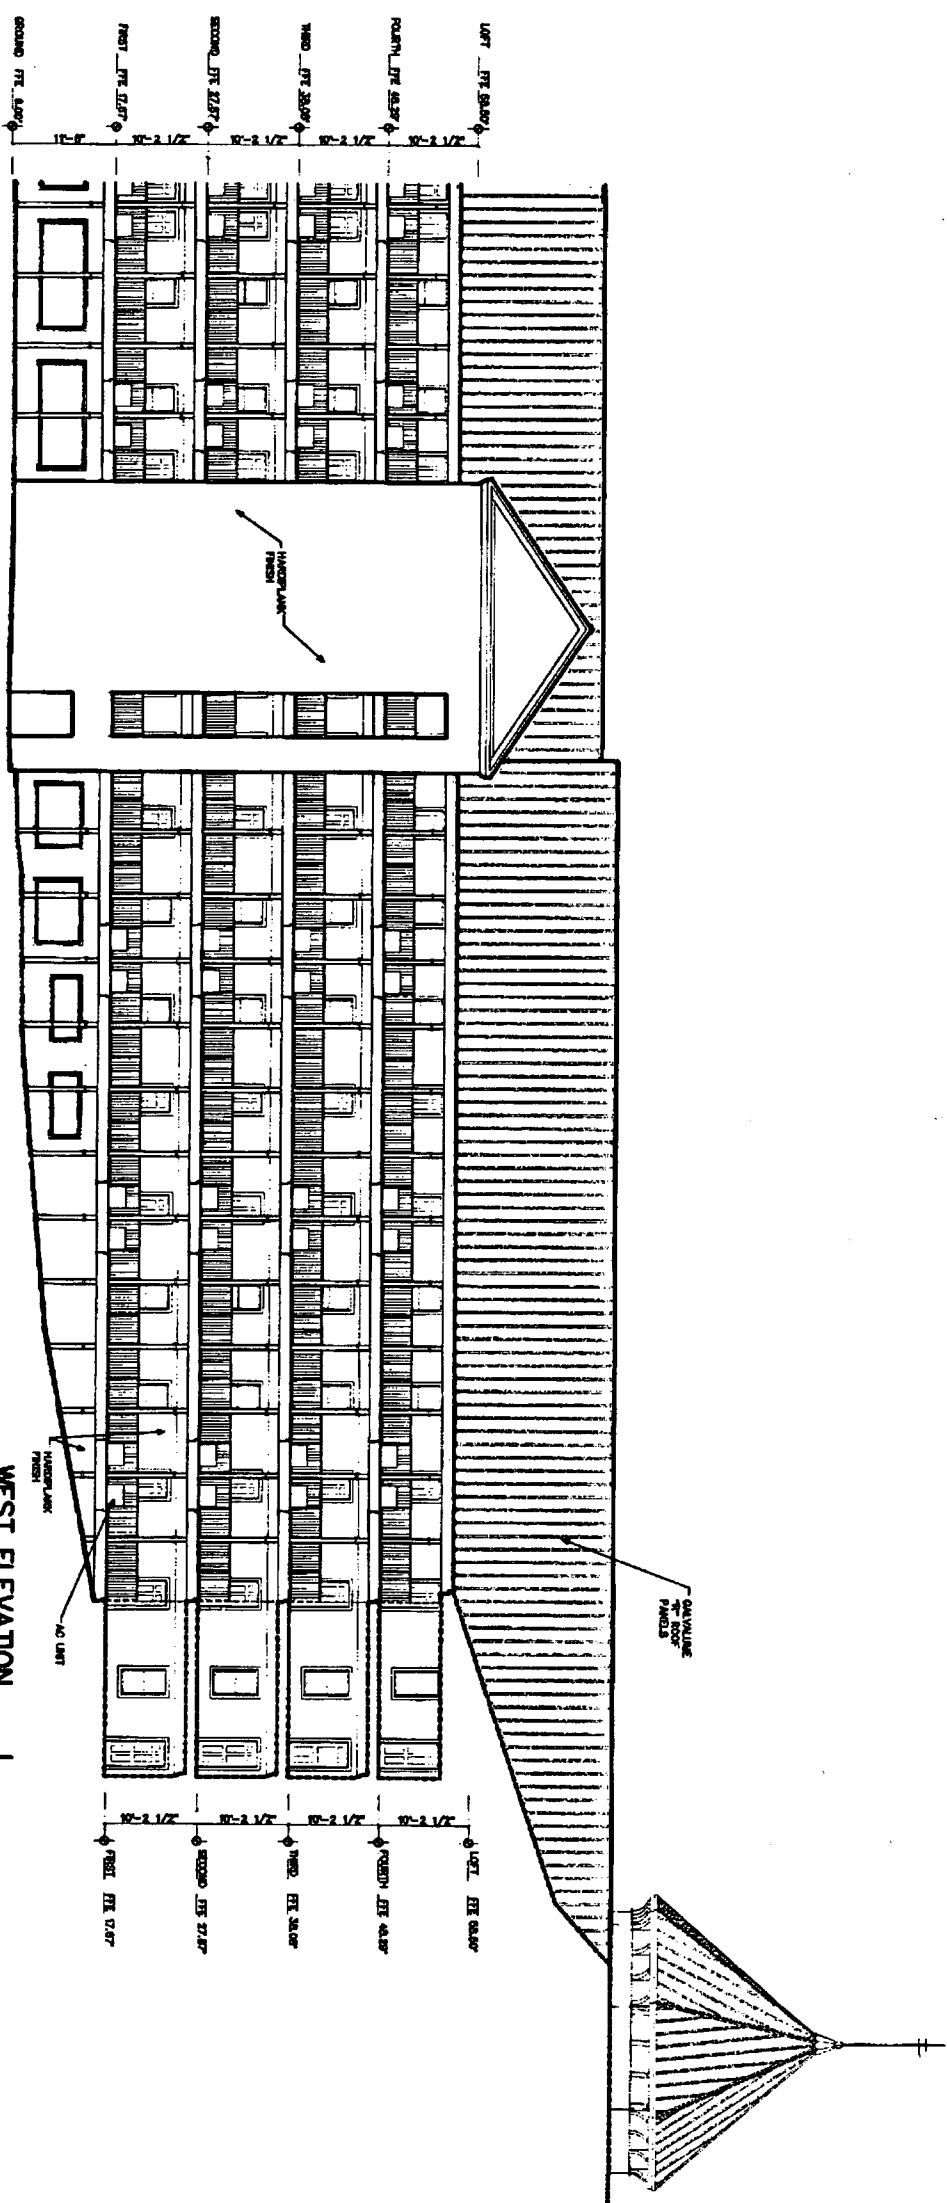 LOFT FFE 58.50'
FOURTH FFE 48.29'
THIRD FFE 38.08'
SECOND FFE 27.87'
FIRST FFE 17.67'
GROUND FFE 6.00'
10'-2 1/2"
10'-2 1/2"
10'-2 1/2"
10'-2 1/2"
11'-8"
HARDIPLANK
FINISH
GALVALUME
"R" ROOF
PANELS
HARDIPLANK
FINISH
AC UNIT
LOFT FFE 58.50'
FOURTH FFE 48.29'
THIRD FFE 38.08'
SECOND FFE 27.87'
FIRST FFE 17.67'
10'-2 1/2"
10'-2 1/2"
10'-2 1/2"
10'-2 1/2"
WEST ELEVATION